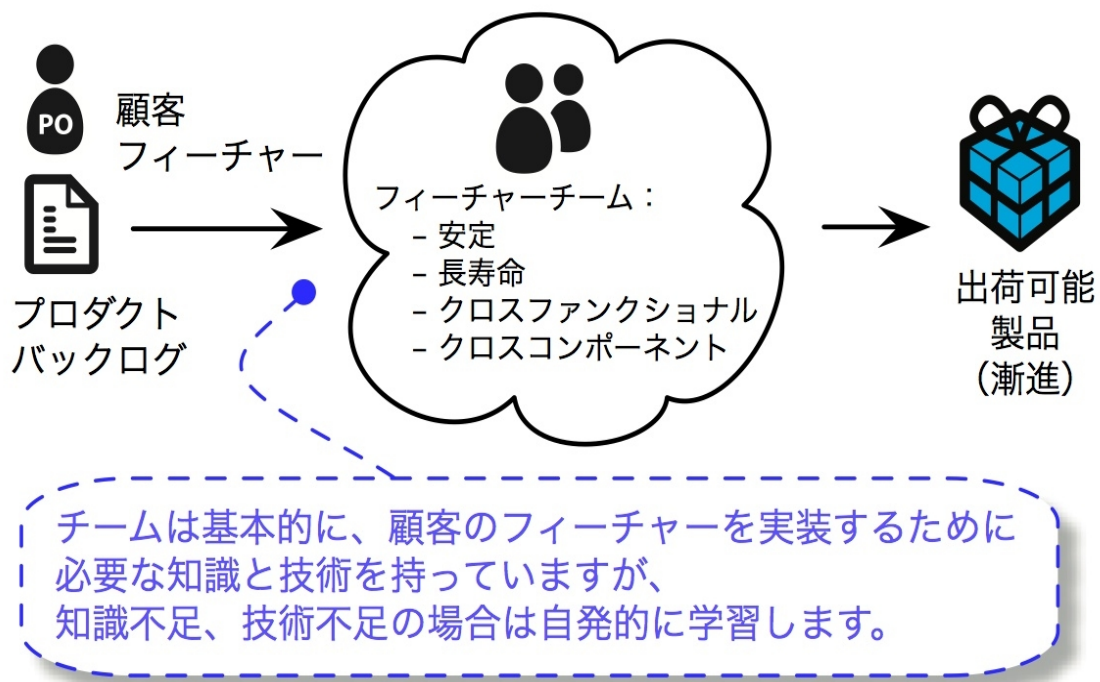 PO
顧客
フィーチャー
プロダクト
バックログ
フィーチャーチーム：
– 安定
– 長寿命
– クロスファンクショナル
– クロスコンポーネント
出荷可能
製品
（漸進）
チームは基本的に、顧客のフィーチャーを実装するために
必要な知識と技術を持っていますが、
知識不足、技術不足の場合は自発的に学習します。